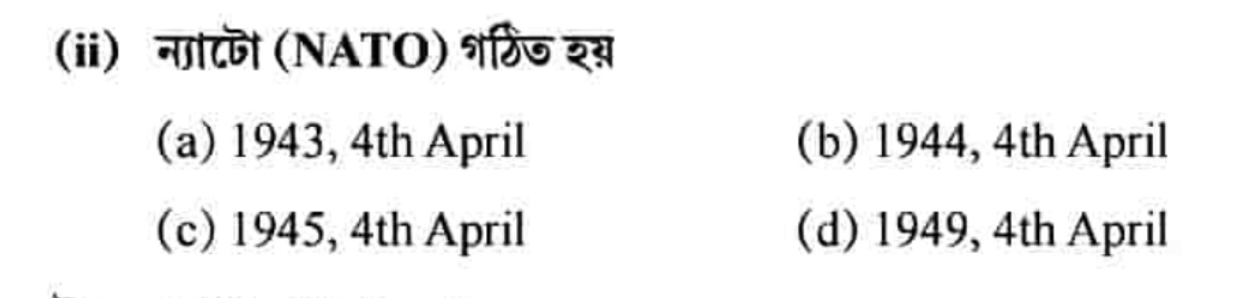 (ii) ন্যাটো (NATO) গঠিত হয়
(a) 1943, 4th April (b) 1944, 4th April
(c) 1945, 4th April (d) 1949, 4th April